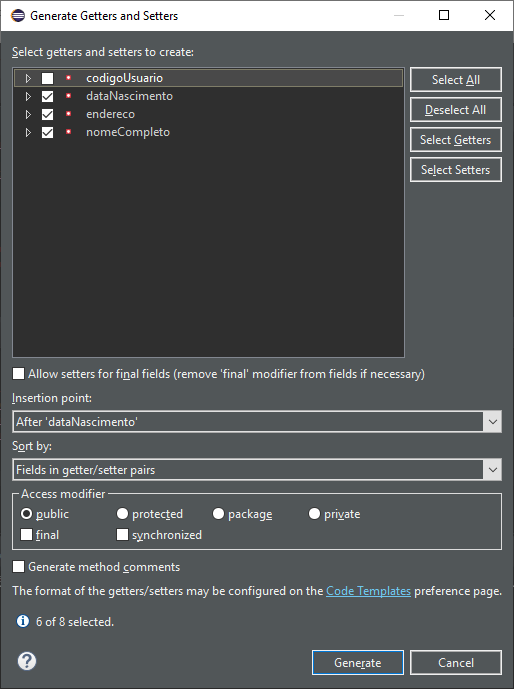 Generate Getters and Setters
Select getters and setters to create:
codigoUsuario
dataNascimento
endereco
nomeCompleto
Select All
Deselect All
Select Getters
Select Setters
Allow setters for final fields (remove 'final' modifier from fields if necessary)
Insertion point:
After 'dataNascimento'
Sort by:
Fields in getter/setter pairs
Access modifier
public protected package private
final synchronized
Generate method comments
The format of the getters/setters may be configured on the Code Templates preference page.
6 of 8 selected.
Generate Cancel